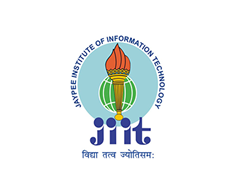 JAYPEE INSTITUTE OF INFORMATION TECHNOLOGY
jiit
विद्या तत्व ज्योतिसमः